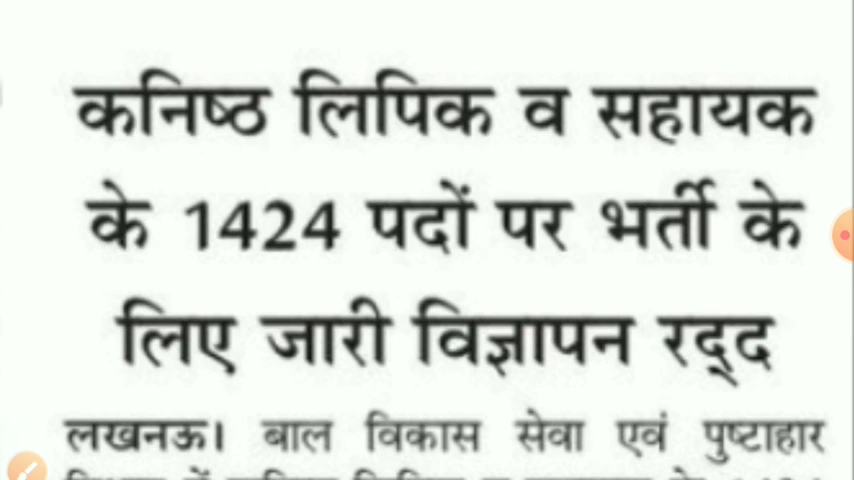 कनिष्ठ लिपिक व सहायक
के 1424 पदों पर भर्ती के
लिए जारी विज्ञापन रद्द
लखनऊ। बाल विकास सेवा एवं पुष्टाहार